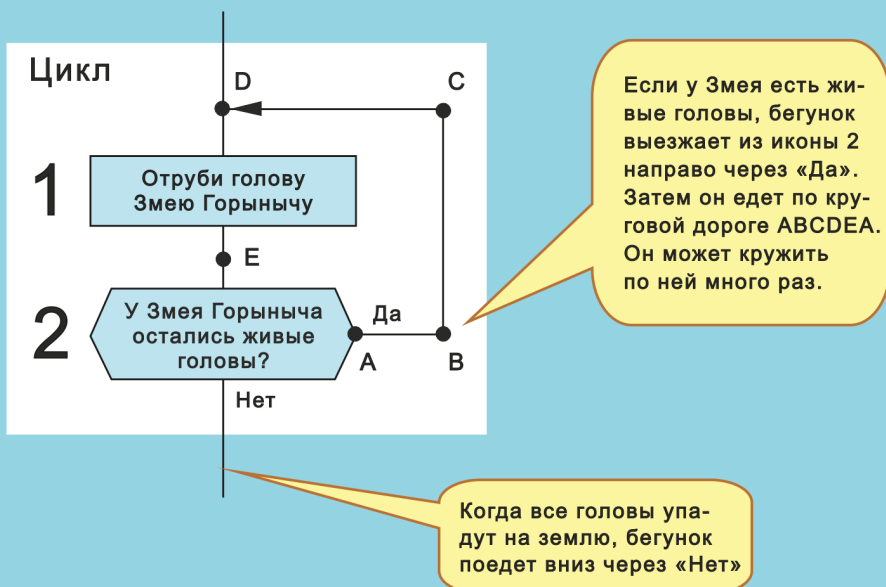 Цикл
D
C
1
Отруби голову
Змею Горынычу
E
2
У Змея Горыныча
остались живые
головы?
Да
A
B
Нет
Если у Змея есть жи-
вые головы, бегунок
выезжает из иконы 2
направо через «Да».
Затем он едет по кру-
говой дороге ABCDEA.
Он может кружить
по ней много раз.
Когда все головы упа-
дут на землю, бегунок
поедет вниз через «Нет»